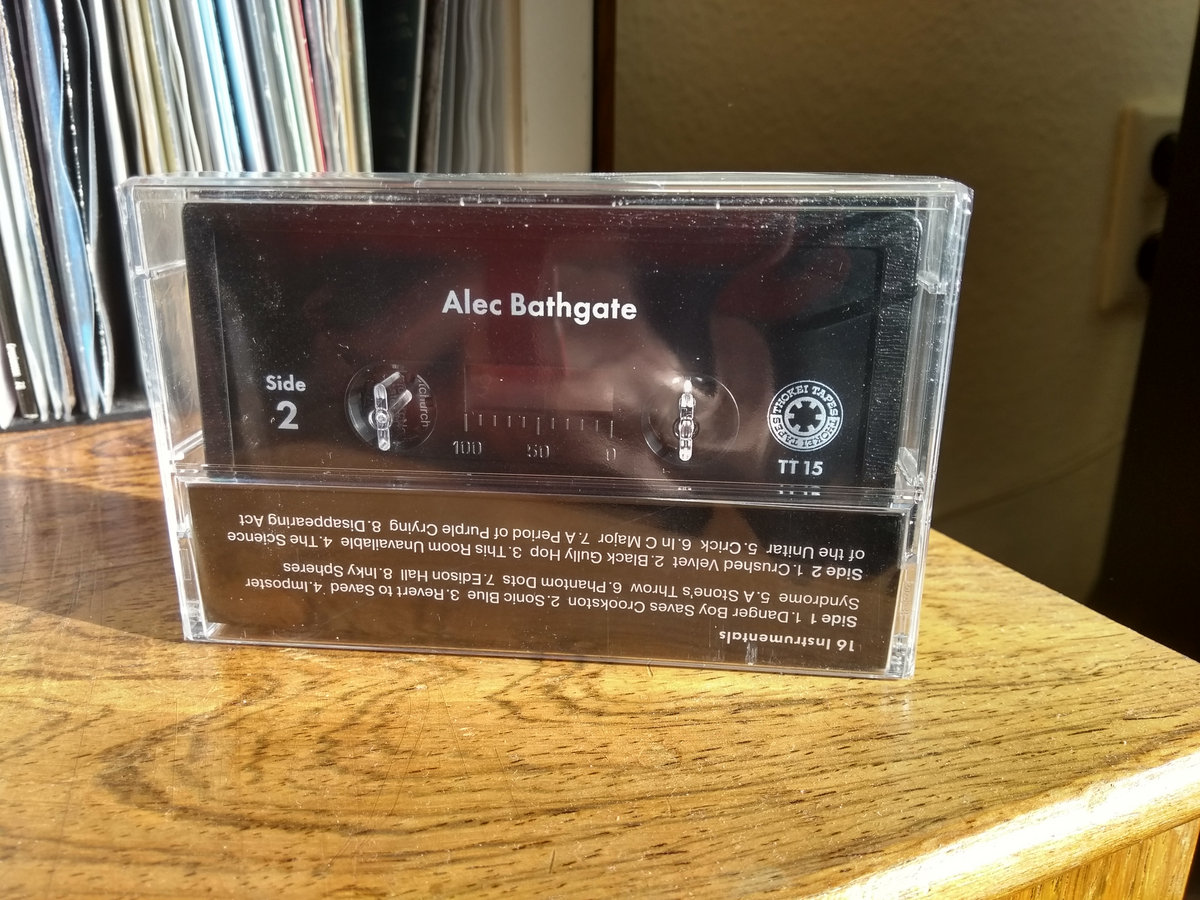 Alec Bathgate
Side
2
100 50 0
THOKEI TAPES THOKEI TAPES
TT 15
16 Instrumentals
Side 1 1. Danger Boy Saves Crookston 2. Sonic Blue 3. Revert to Saved 4. Imposter
Syndrome 5. A Stone's Throw 6. Phantom Dots 7. Edison Hall 8. Inky Spheres
Side 2 1. Crushed Velvet 2. Black Gully Hop 3. This Room Unavailable 4. The Science
of the Unitar 5. Crick 6. In C Major 7. A Period of Purple Crying 8. Disappearing Act